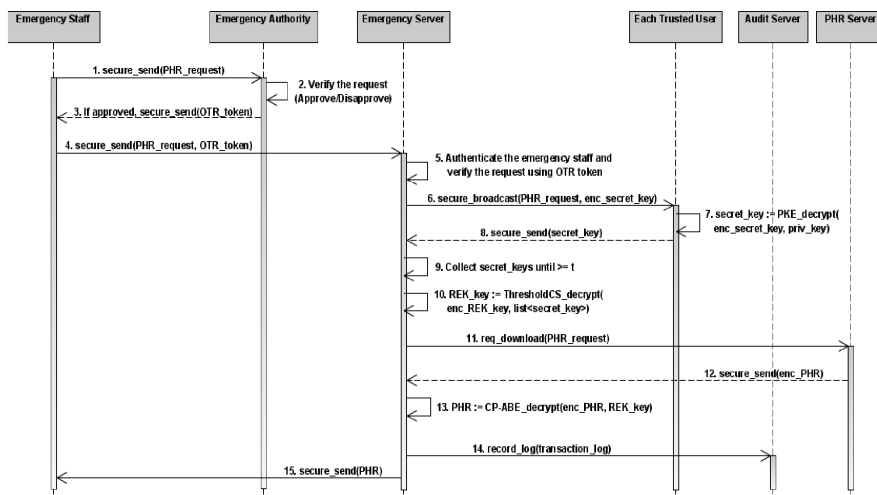 Emergency Staff
Emergency Authority
Emergency Server
Each Trusted User
Audit Server
PHR Server
1. secure_send(PHR_request)
2. Verify the request
(Approve/Disapprove)
3. If approved, secure_send(OTR_token)
4. secure_send(PHR_request, OTR_token)
5. Authenticate the emergency staff and
verify the request using OTR token
6. secure_broadcast(PHR_request, enc_secret_key)
7. secret_key := PKE_decrypt(
enc_secret_key, priv_key)
8. secure_send(secret_key)
9. Collect secret_keys until >= t
10. REK_key := ThresholdCS_decrypt(
enc_REK_key, list<secret_key>)
11. req_download(PHR_request)
12. secure_send(enc_PHR)
13. PHR := CP-ABE_decrypt(enc_PHR, REK_key)
14. record_log(transaction_log)
15. secure_send(PHR)